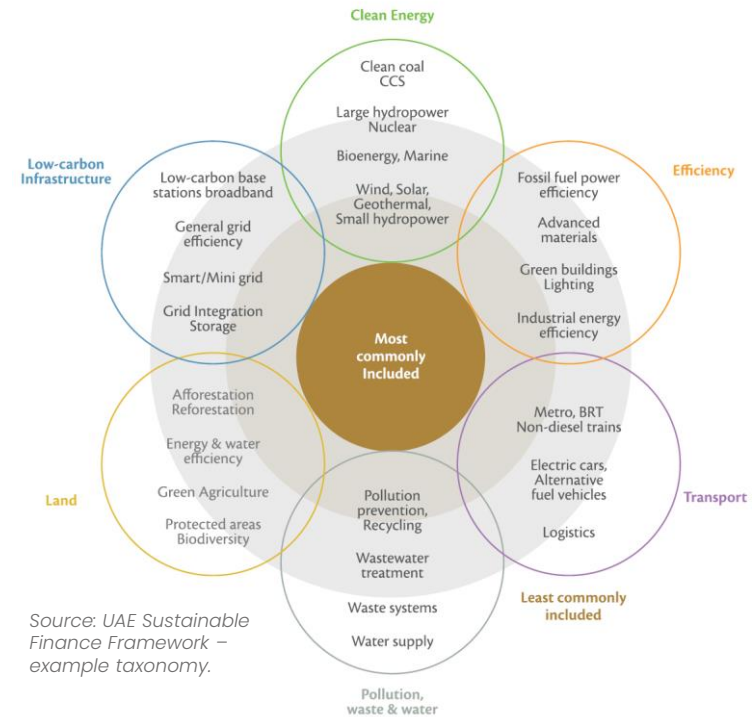 Clean Energy
Clean coal
CCS
Large hydropower
Nuclear
Bioenergy, Marine
Wind, Solar,
Geothermal,
Small hydropower
Low-carbon
Infrastructure
Low-carbon base
stations broadband
General grid
efficiency
Smart/Mini grid
Grid Integration
Storage
Efficiency
Fossil fuel power
efficiency
Advanced
materials
Green buildings
Lighting
Industrial energy
efficiency
Most
commonly
Included
Land
Afforestation
Reforestation
Energy & water
efficiency
Green Agriculture
Protected areas
Biodiversity
Transport
Metro, BRT
Non-diesel trains
Electric cars,
Alternative
fuel vehicles
Logistics
Pollution
prevention,
Recycling
Wastewater
treatment
Waste systems
Water supply
Pollution,
waste & water
Least commonly
included
Source: UAE Sustainable
Finance Framework –
example taxonomy.